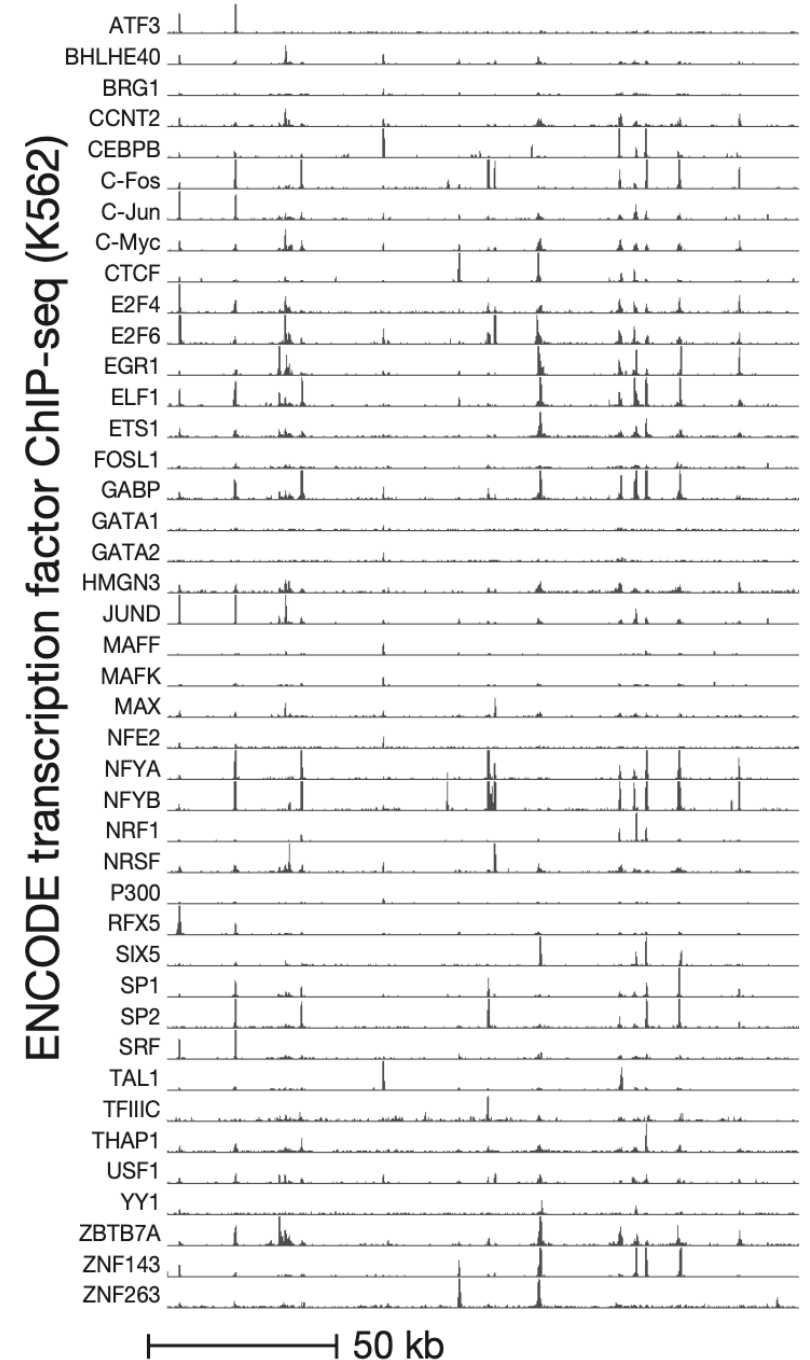 ENCODE transcription factor ChIP-seq (K562)
ATF3
BHLHE40
BRG1
CCNT2
CEBPB
C-Fos
C-Jun
C-Myc
CTCF
E2F4
E2F6
EGR1
ELF1
ETS1
FOSL1
GABP
GATA1
GATA2
HMGN3
JUND
MAFF
MAFK
MAX
NFE2
NFYA
NFYB
NRF1
NRSF
P300
RFX5
SIX5
SP1
SP2
SRF
TAL1
TFIIIC
THAP1
USF1
YY1
ZBTB7A
ZNF143
ZNF263
50 kb